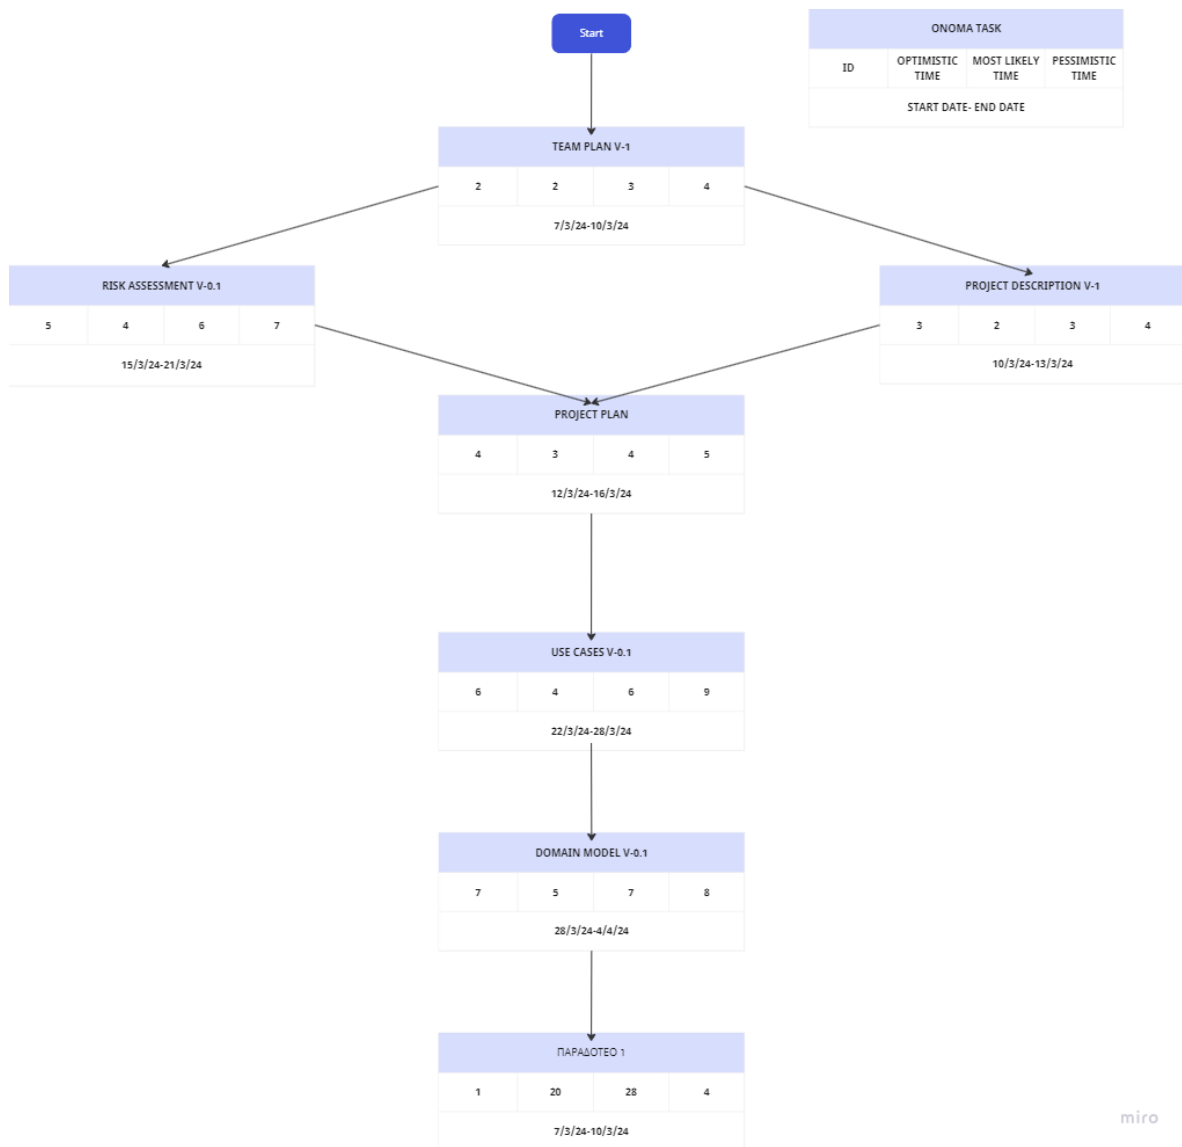 Start
ONOMA TASK
ID
OPTIMISTIC
TIME
MOST LIKELY
TIME
PESSIMISTIC
TIME
START DATE- END DATE
TEAM PLAN V-1
2 2 3 4
7/3/24-10/3/24
RISK ASSESSMENT V-0.1
5 4 6 7
15/3/24-21/3/24
PROJECT DESCRIPTION V-1
3 2 3 4
10/3/24-13/3/24
PROJECT PLAN
4 3 4 5
12/3/24-16/3/24
USE CASES V-0.1
6 4 6 9
22/3/24-28/3/24
DOMAIN MODEL V-0.1
7 5 7 8
28/3/24-4/4/24
ΠΑΡΑΔΟΤΕΟ 1
1 20 28 4
7/3/24-10/3/24
miro